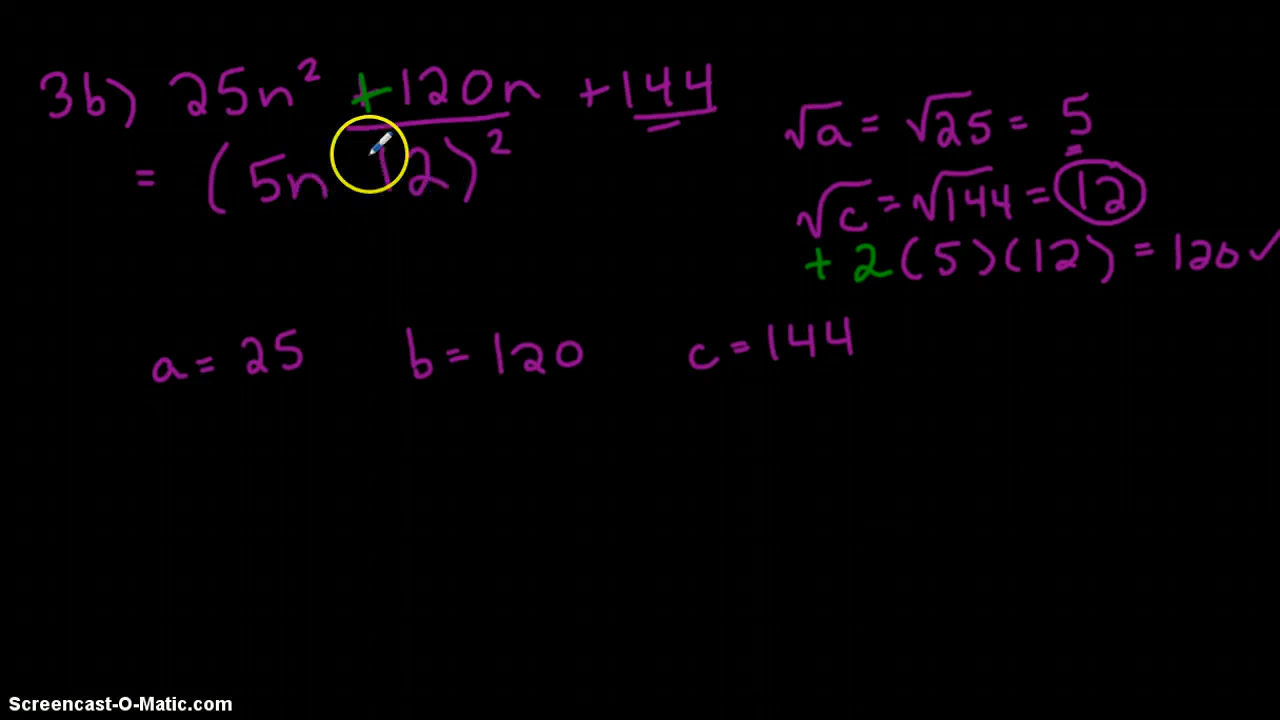 3b) 25n² +120n +144
= (5n 12)²
√a = √25 = 5
√c = √144 = 12
+ 2(5)(12) = 120 ✓
a = 25 b = 120 c = 144
Screencast-O-Matic.com